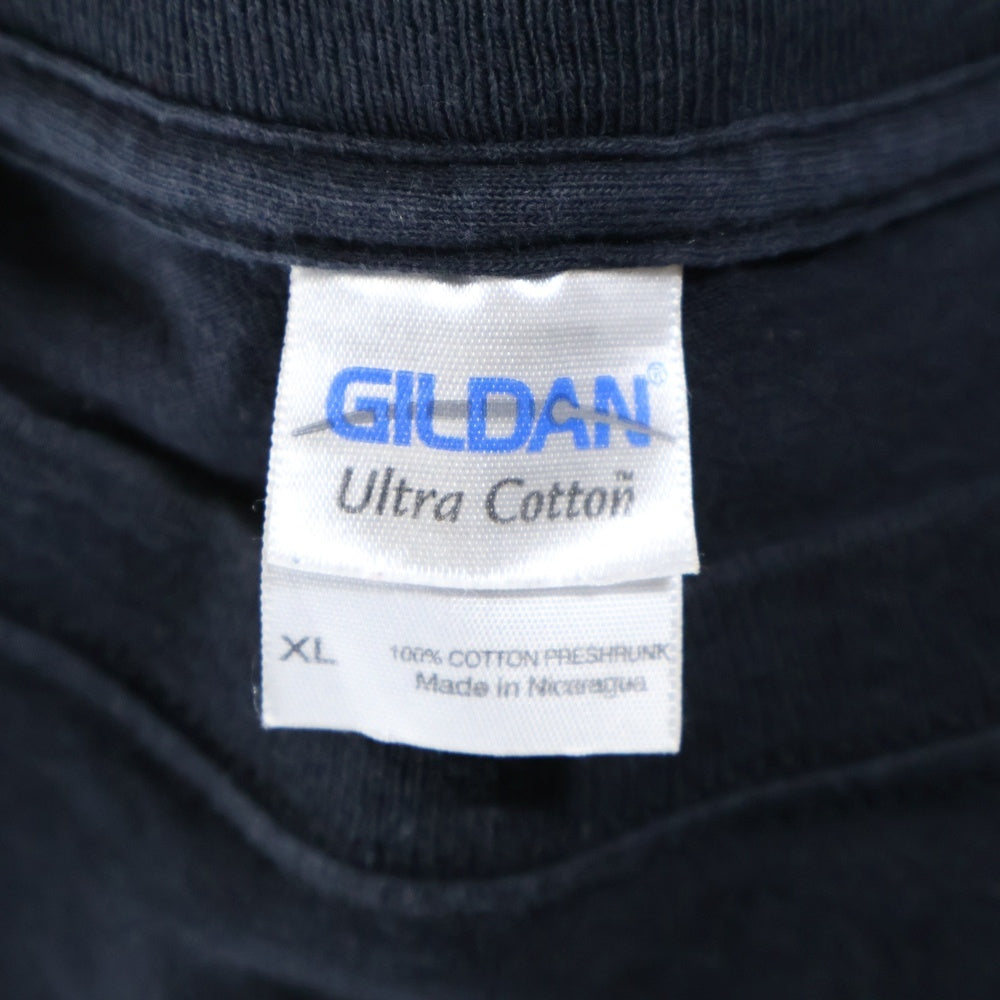 GILDAN®
Ultra Cotton™
XL 100% COTTON PRESHRUNK
Made in Nicaragua